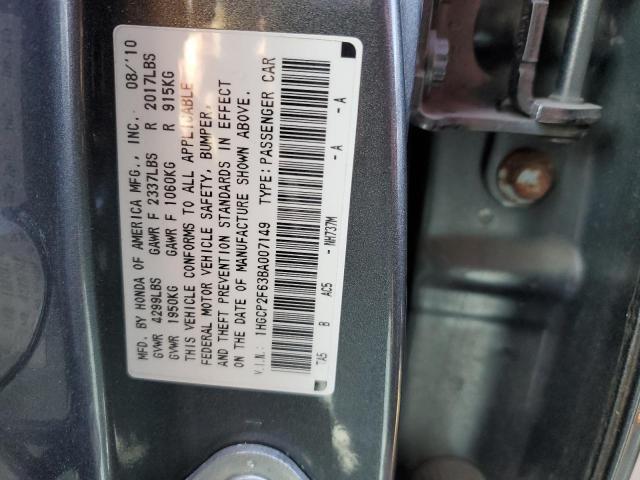 MFD. BY HONDA OF AMERICA MFG., INC. 08/'10
GVWR 4299LBS GAWR F 2337LBS R 2017LBS
GVWR 1950KG GAWR F 1060KG R 915KG
THIS VEHICLE CONFORMS TO ALL APPLICABLE
FEDERAL MOTOR VEHICLE SAFETY, BUMPER,
AND THEFT PREVENTION STANDARDS IN EFFECT
ON THE DATE OF MANUFACTURE SHOWN ABOVE.
V.I.N.: 1HGCP2F63BA007149 TYPE: PASSENGER CAR
TA5 B AC5 - NH737M - A - A